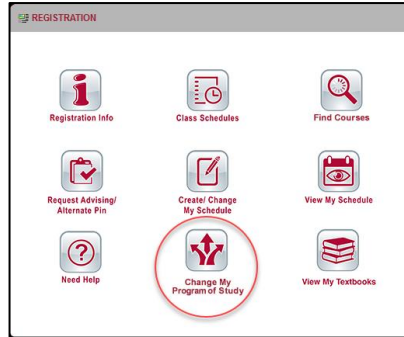 REGISTRATION
Registration Info
Class Schedules
Find Courses
Request Advising/
Alternate Pin
Create/ Change
My Schedule
View My Schedule
Need Help
Change My
Program of Study
View My Textbooks